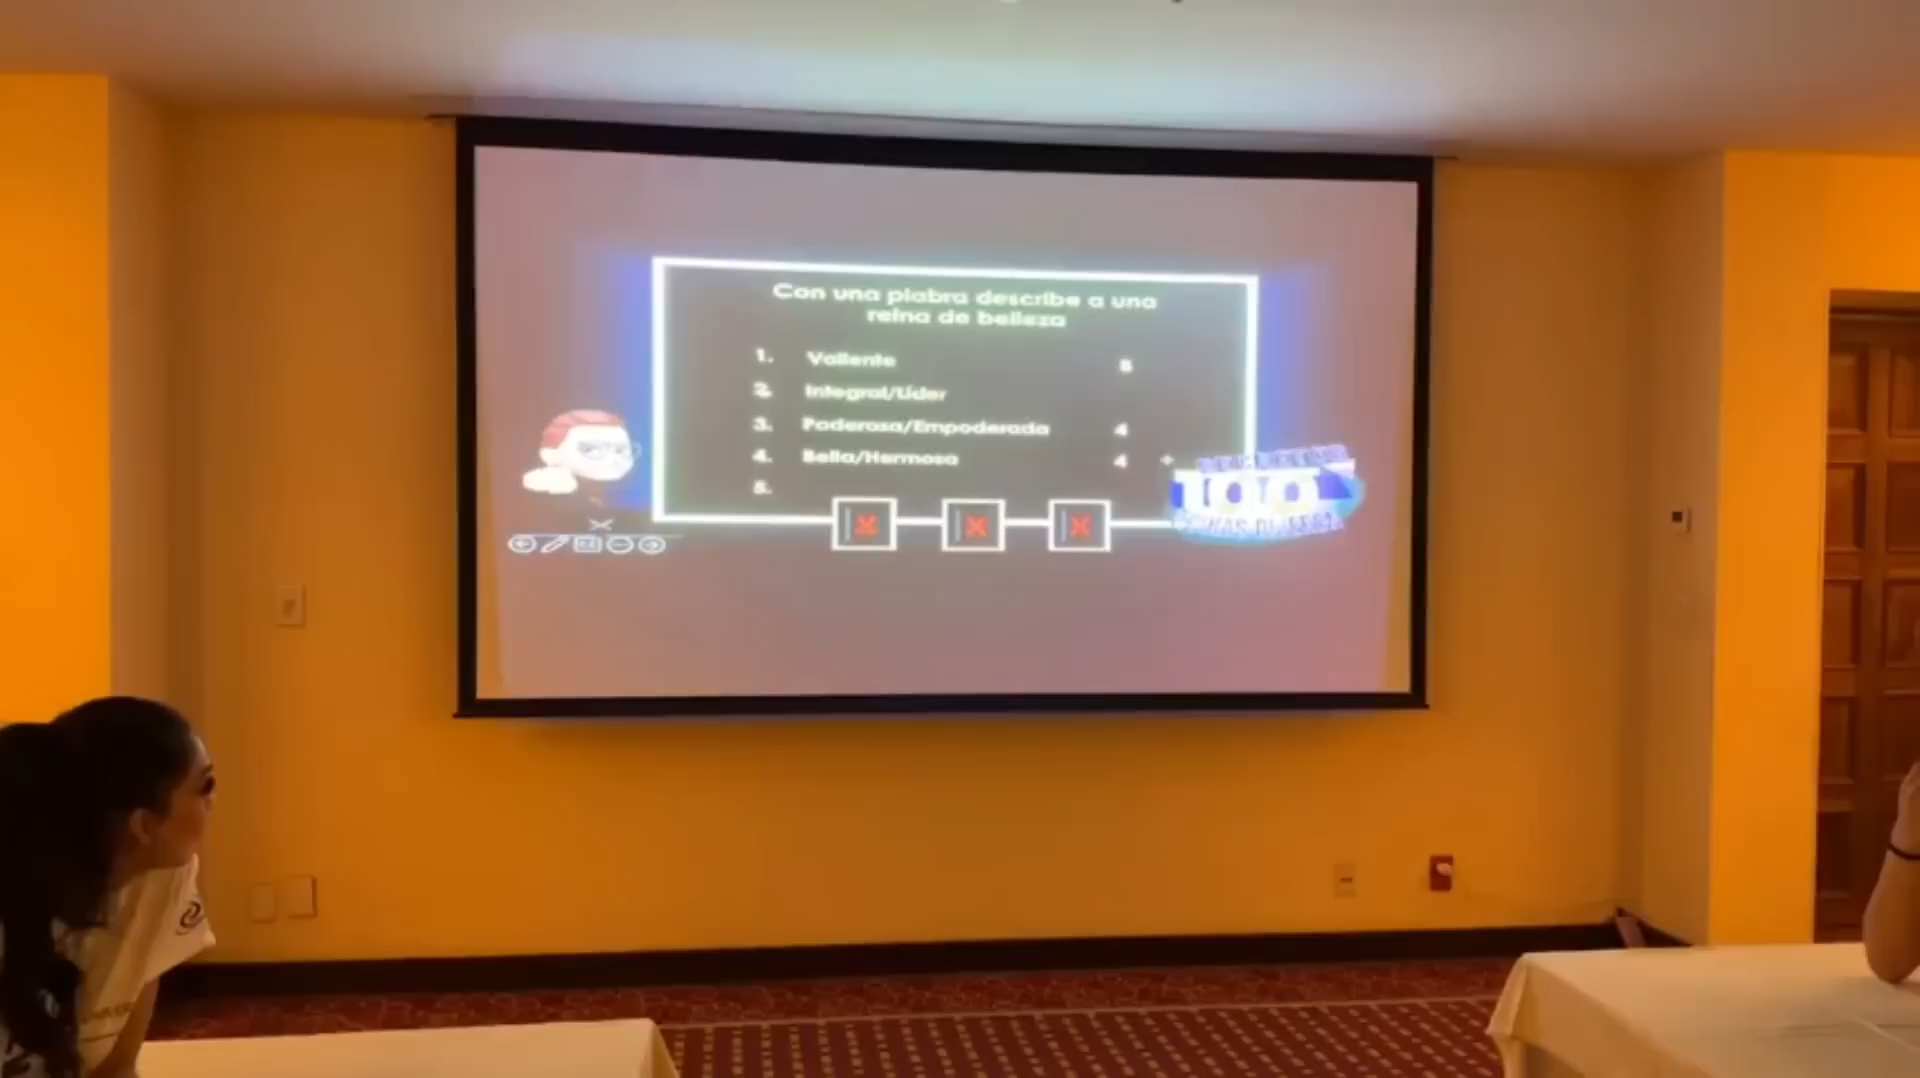 Con una plabra describe a una
reina de belleza
1. Valiente 8
2. Integral/Líder
3. Poderosa/Empoderada 4
4. Bella/Hermosa 4
5.
100